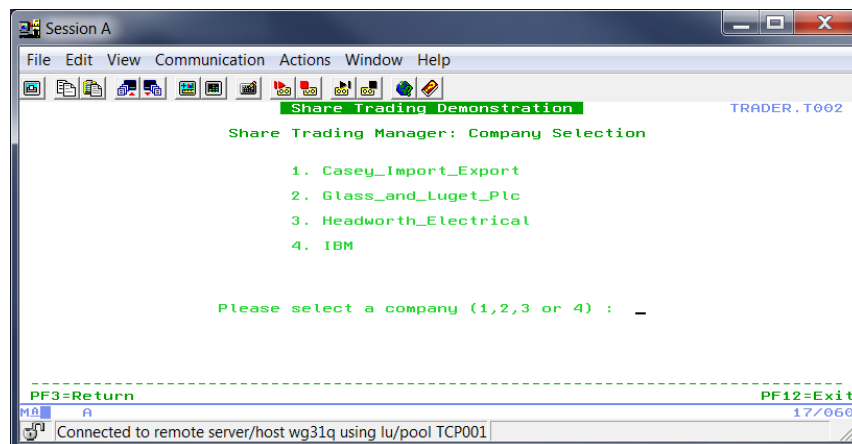 Session A
File Edit View Communication Actions Window Help
Share Trading Demonstration TRADER.T002
Share Trading Manager: Company Selection
1. Casey_Import_Export
2. Glass_and_Luget_Plc
3. Headworth_Electrical
4. IBM
Please select a company (1,2,3 or 4) : _
PF3=Return PF12=Exit
MA A 17/060
Connected to remote server/host wg31q using lu/pool TCP001